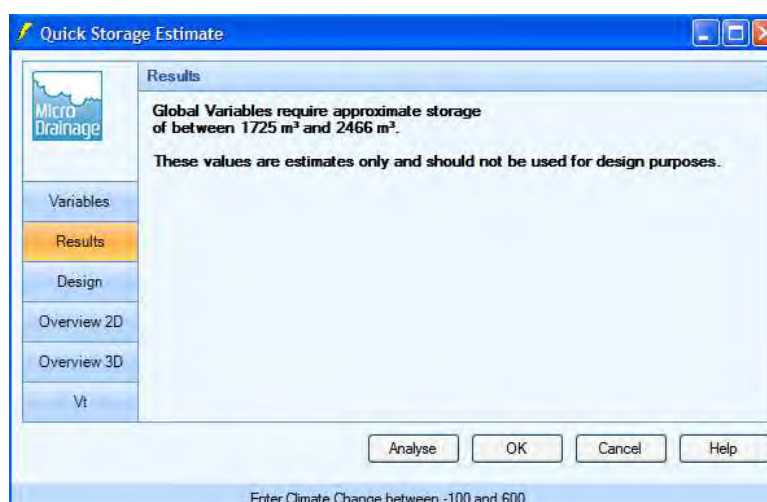 Quick Storage Estimate
Micro
Drainage
Results
Global Variables require approximate storage
of between 1725 m³ and 2466 m³.
These values are estimates only and should not be used for design purposes.
Variables
Results
Design
Overview 2D
Overview 3D
Vt
Analyse OK Cancel Help
Enter Climate Change between -100 and 600